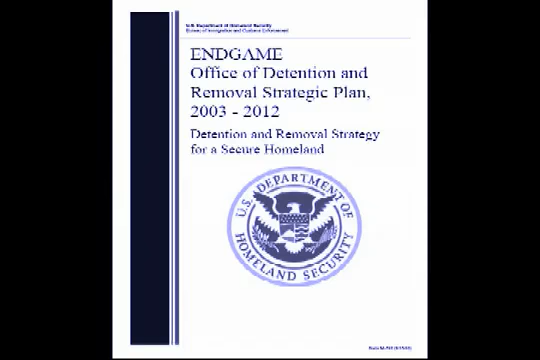 U.S. Department of Homeland Security
Bureau of Immigration and Customs Enforcement
ENDGAME
Office of Detention and
Removal Strategic Plan,
2003 - 2012
Detention and Removal Strategy
for a Secure Homeland
U.S. DEPARTMENT OF
HOMELAND SECURITY